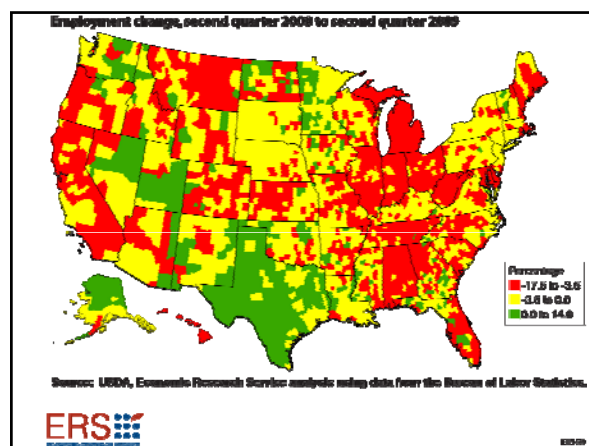 Employment change, second quarter 2008 to second quarter 2009
Percentage
-17.5 to -3.6
-3.6 to 0.0
0.0 to 14.9
Source: USDA, Economic Research Service analysis using data from the Bureau of Labor Statistics.
ERS